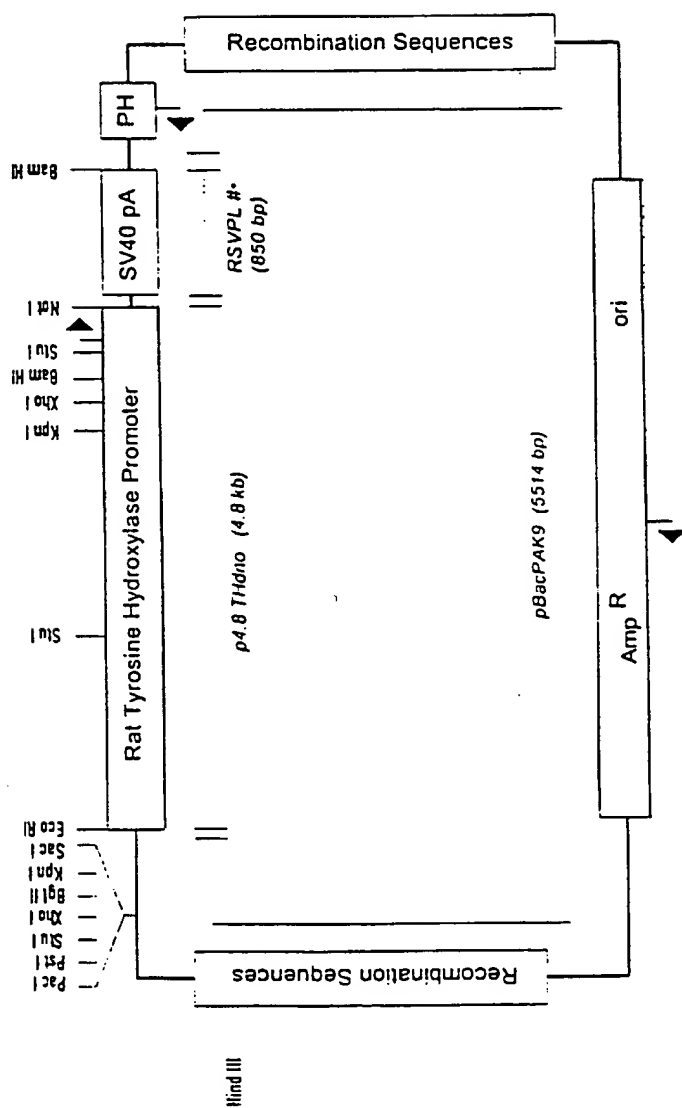 Pac I
Pst I
Stu I
Xho I
Bgl II
Kpn I
Sac I
Eco RI
Stu I
Kpn I
Xho I
Bam HI
Stu I
Not I
Bam HI
Rat Tyrosine Hydroxylase Promoter
SV40 pA
PH
Recombination Sequences
p4.8 THdno (4.8 kb)
RSVPL #•
(850 bp)
Hind III
Recombination Sequences
pBacPAK9 (5514 bp)
Amp R
ori